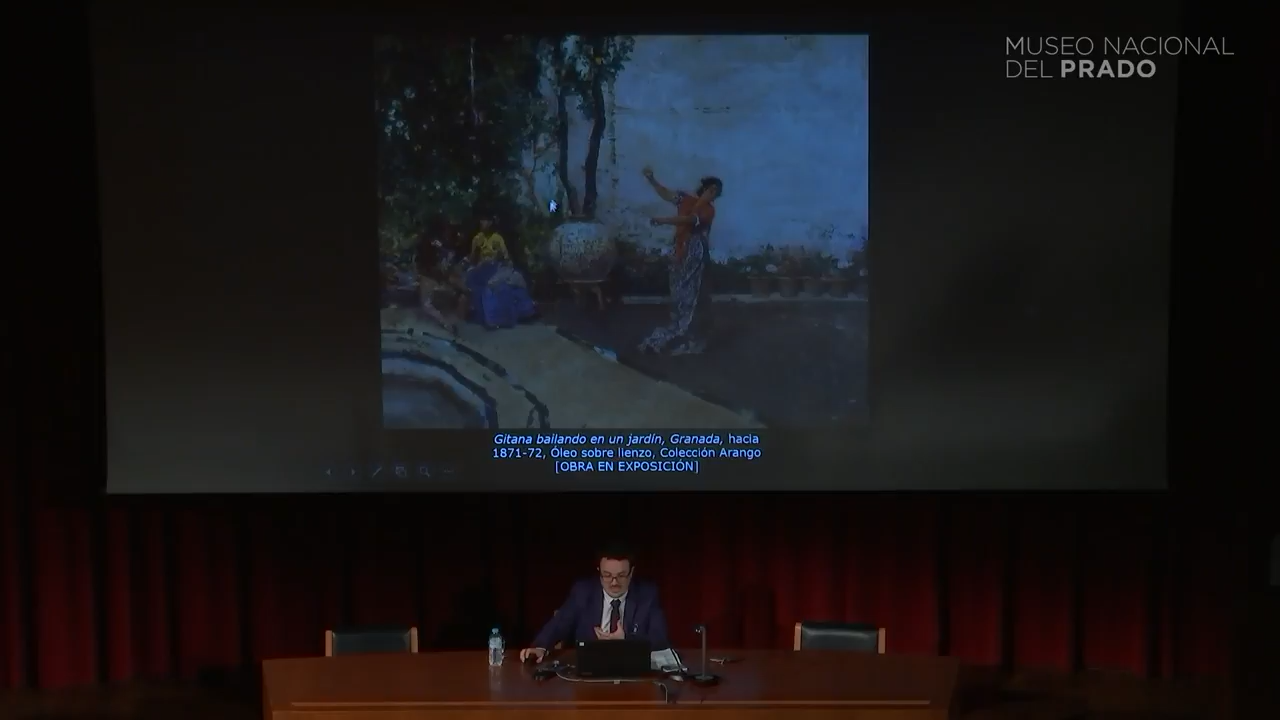 MUSEO NACIONAL
DEL PRADO
Gitana bailando en un jardín, Granada, hacia
1871-72, Óleo sobre lienzo, Colección Arango
[OBRA EN EXPOSICIÓN]